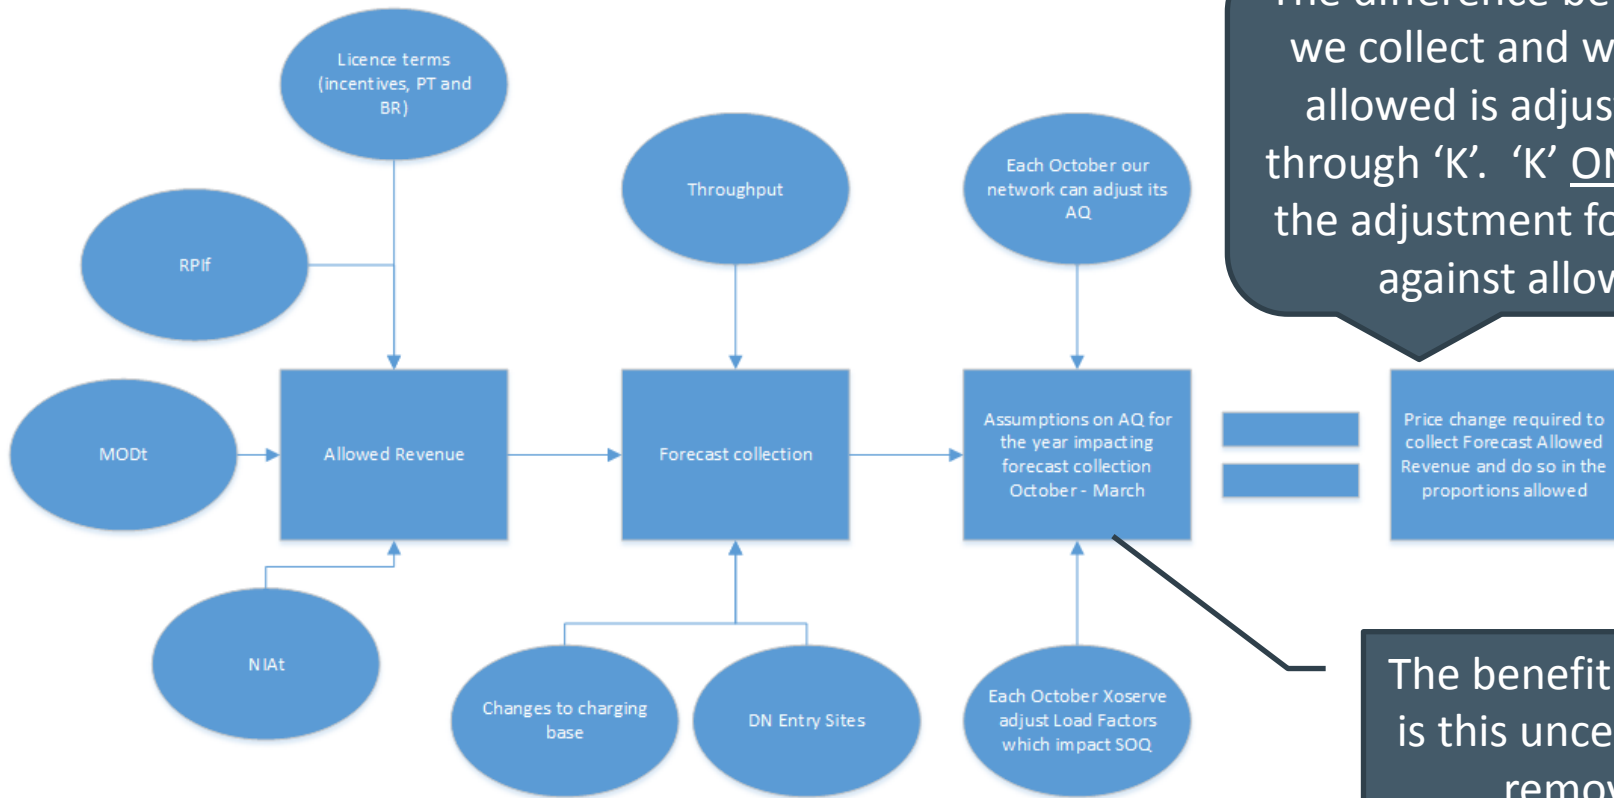 Licence terms
(incentives, PT and
BR)
RPIf
MODt
NIAt
Allowed Revenue
Throughput
Forecast collection
Changes to charging
base
DN Entry Sites
Each October our
network can adjust its
AQ
Assumptions on AQ for
the year impacting
forecast collection
October - March
Each October Xoserve
adjust Load Factors
which impact SOQ
The difference
we collect and
allowed is
through ‘K’. ‘K’
the adjustment
against
Price change required to
collect Forecast Allowed
Revenue and do so in the
proportions allowed
The benefit
is this